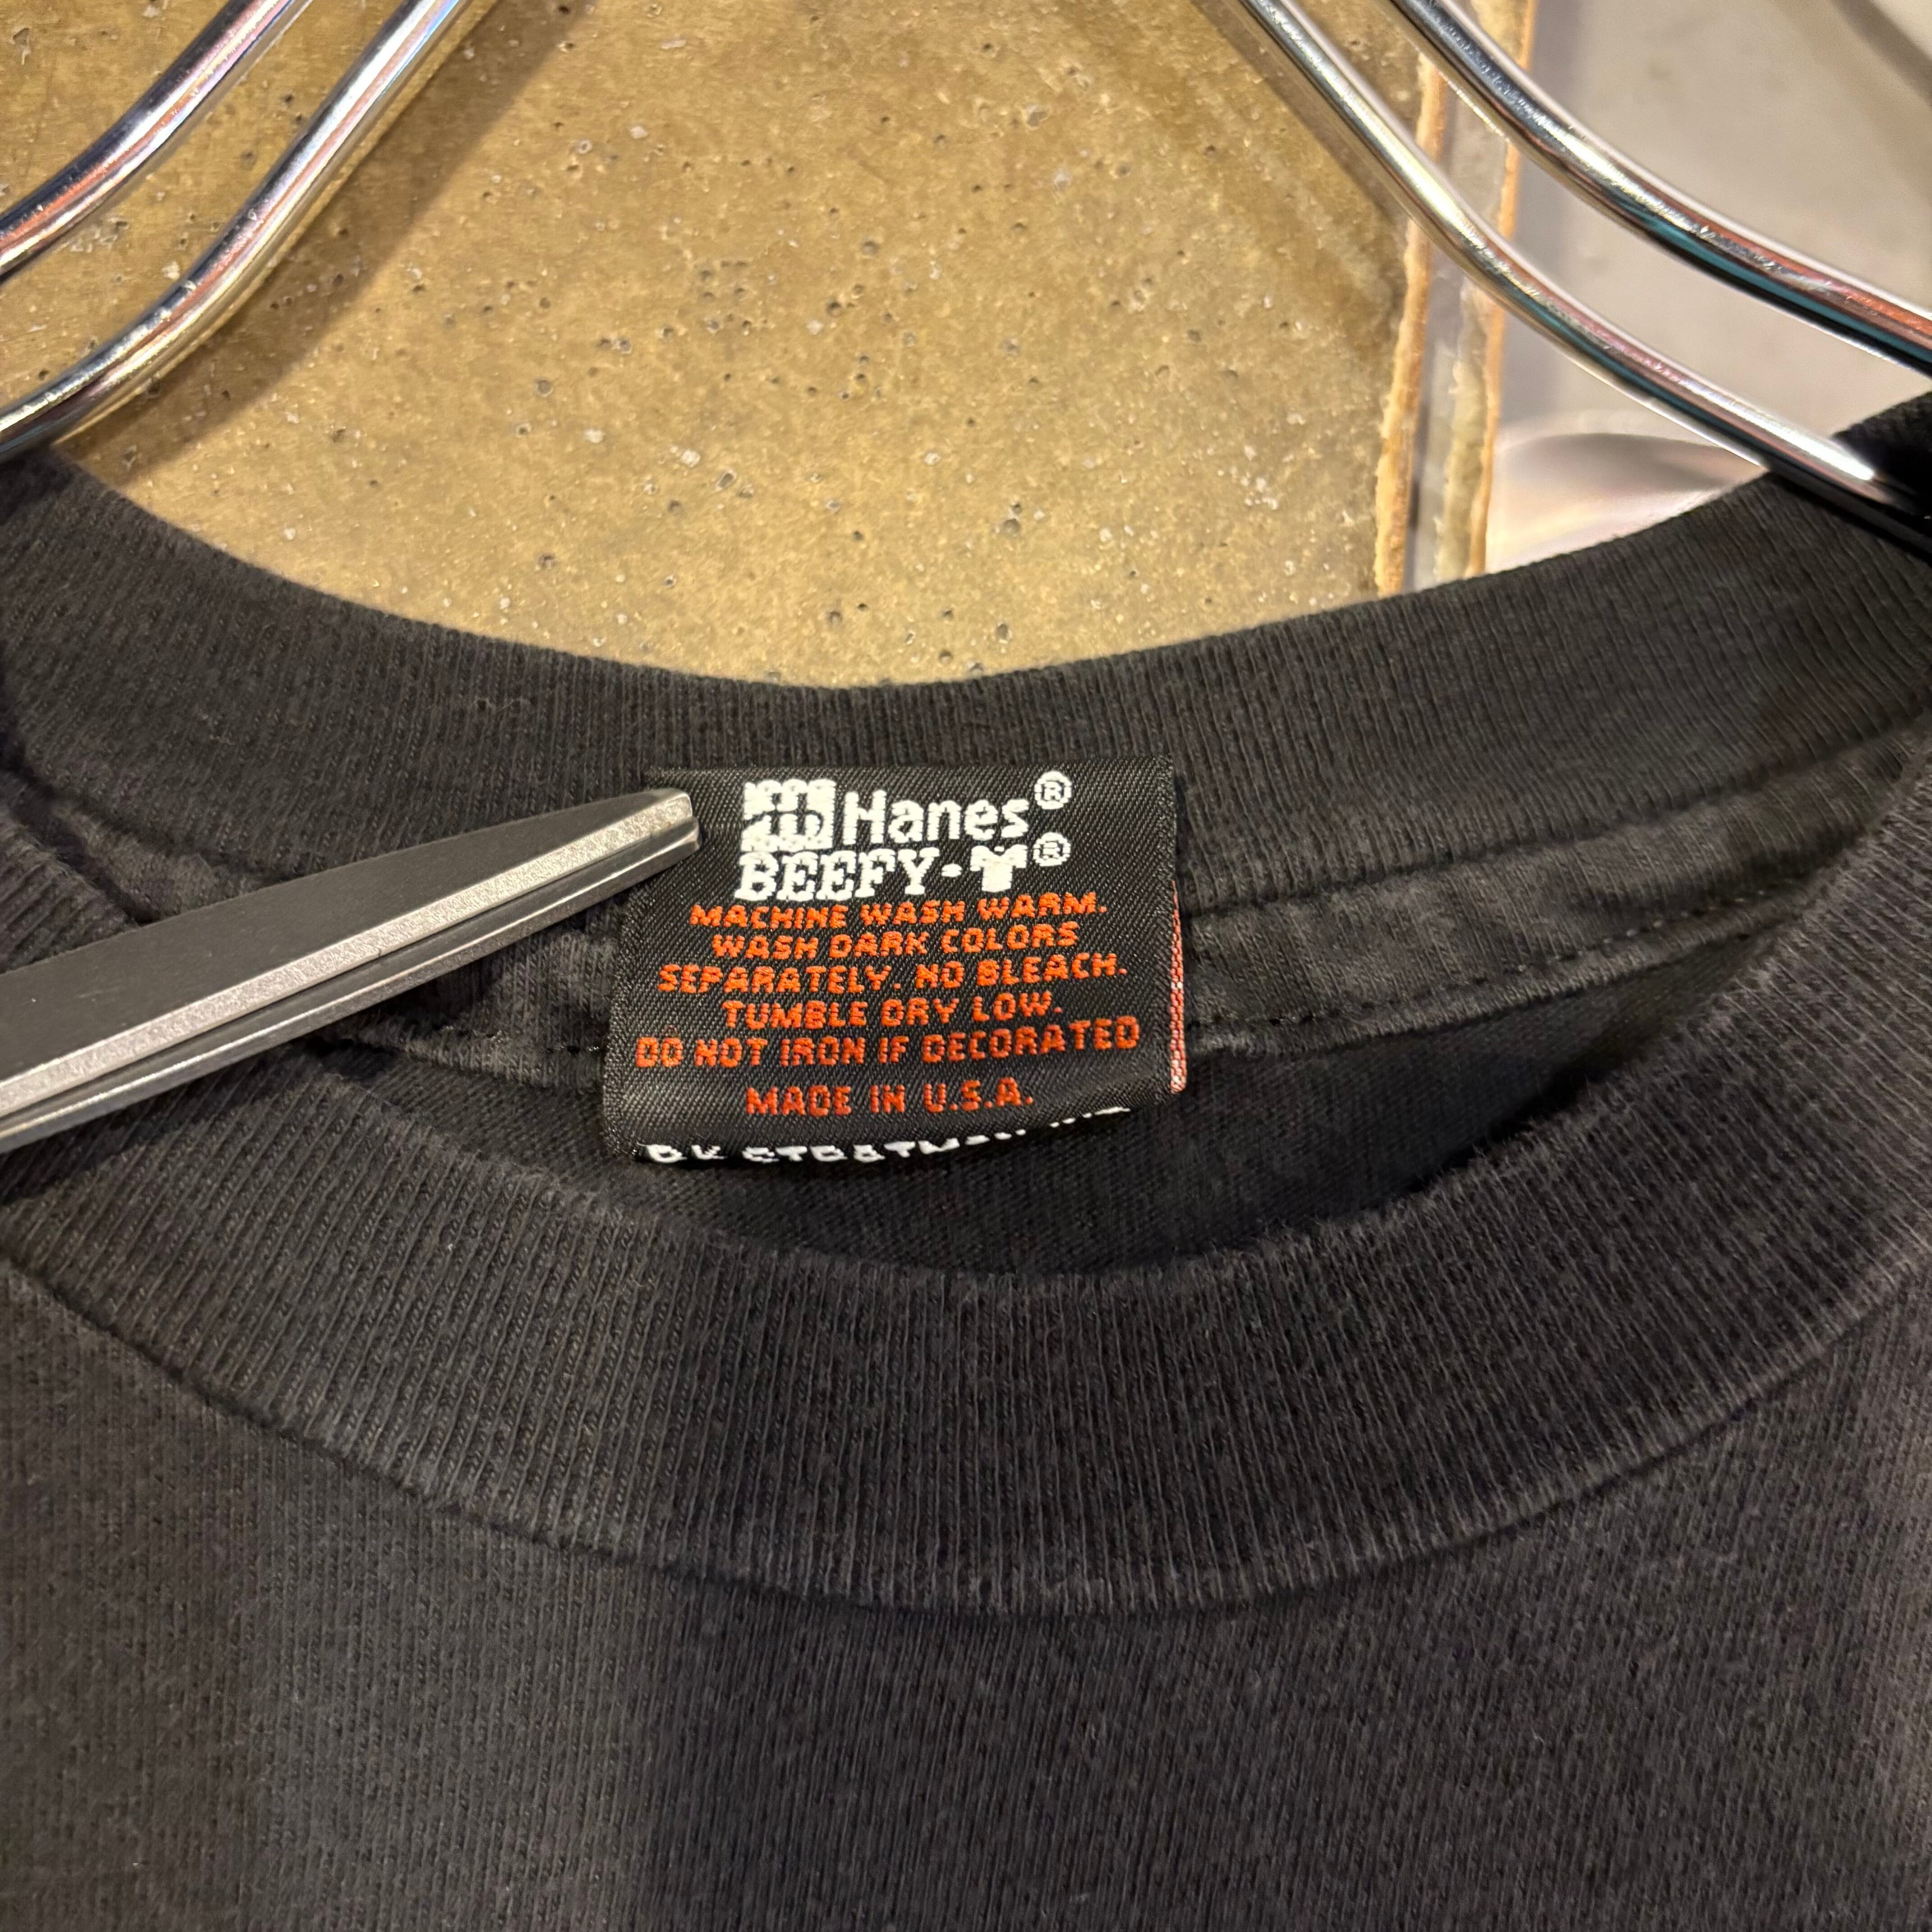 Hanes®
BEEFY-T®
MACHINE WASH WARM.
WASH DARK COLORS
SEPARATELY. NO BLEACH.
TUMBLE DRY LOW.
DO NOT IRON IF DECORATED
MADE IN U.S.A.